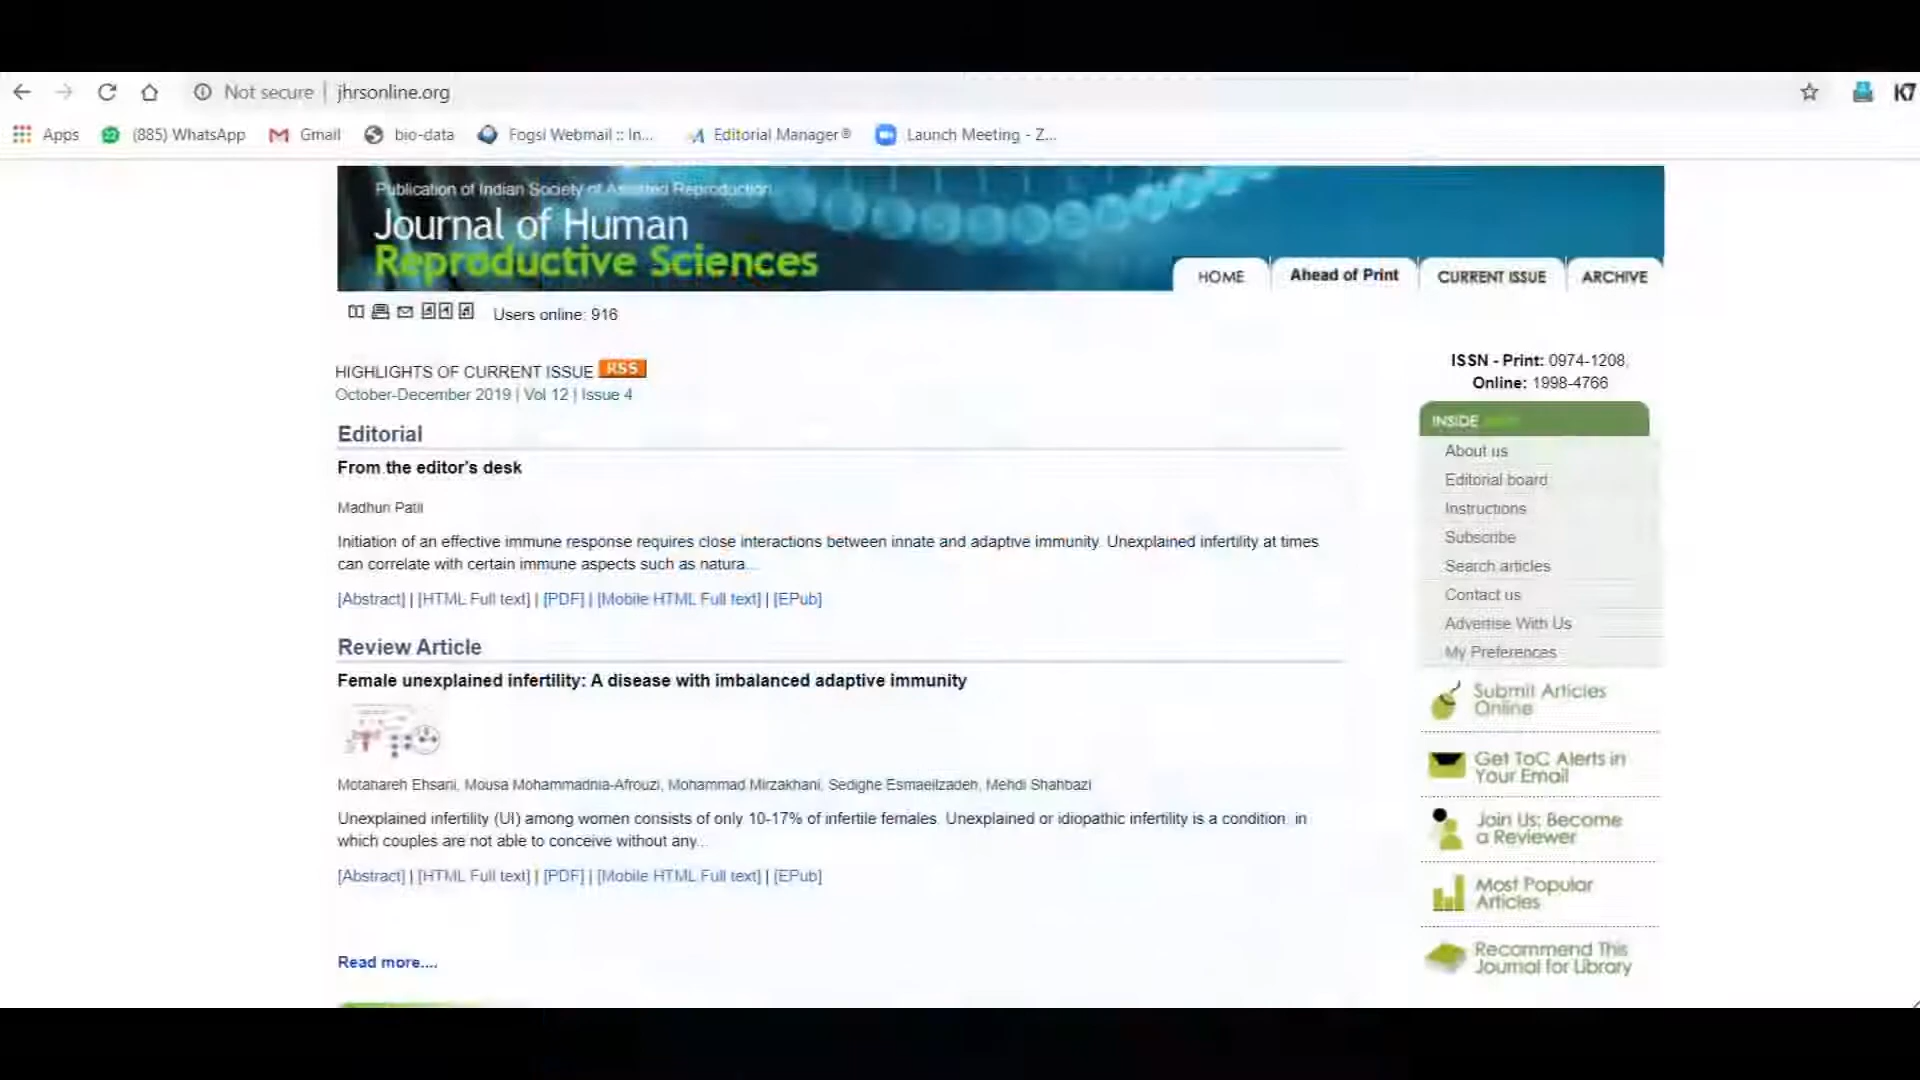 Not secure | jhrsonline.org
K7
Apps (885) WhatsApp Gmail bio-data Fogsi Webmail :: In... Editorial Manager® Launch Meeting - Z...
Publication of Indian Society of Assisted Reproduction
Journal of Human
Reproductive Sciences
HOME Ahead of Print CURRENT ISSUE ARCHIVE
Users online: 916
HIGHLIGHTS OF CURRENT ISSUE RSS
October-December 2019 | Vol 12 | Issue 4
Editorial
From the editor's desk
Madhuri Patil
Initiation of an effective immune response requires close interactions between innate and adaptive immunity. Unexplained infertility at times
can correlate with certain immune aspects such as natura...
[Abstract] | [HTML Full text] | [PDF] | [Mobile HTML Full text] | [EPub]
Review Article
Female unexplained infertility: A disease with imbalanced adaptive immunity
Motahareh Ehsani, Mousa Mohammadnia-Afrouzi, Mohammad Mirzakhani, Sedighe Esmaeilzadeh, Mehdi Shahbazi
Unexplained infertility (UI) among women consists of only 10-17% of infertile females. Unexplained or idiopathic infertility is a condition, in
which couples are not able to conceive without any...
[Abstract] | [HTML Full text] | [PDF] | [Mobile HTML Full text] | [EPub]
Read more....
ISSN - Print: 0974-1208,
Online: 1998-4766
INSIDE
About us
Editorial board
Instructions
Subscribe
Search articles
Contact us
Advertise With Us
My Preferences
Submit Articles
Online
Get ToC Alerts in
Your Email
Join Us: Become
a Reviewer
Most Popular
Articles
Recommend This
Journal for Library